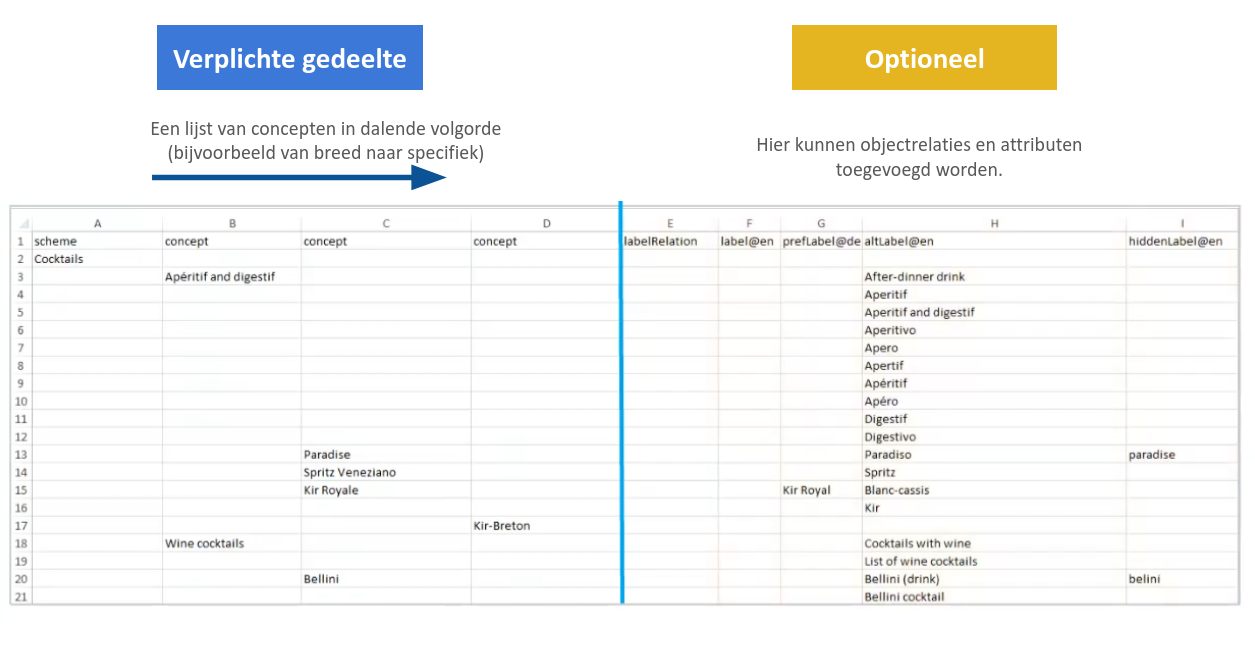 Verplichte gedeelte
Optioneel
Een lijst van concepten in dalende volgorde
(bijvoorbeeld van breed naar specifiek)
Hier kunnen objectrelaties en attributen
toegevoegd worden.
A B C D E F G H I
1 scheme concept concept concept labelRelation label@en prefLabel@de altLabel@en hiddenLabel@en
2 Cocktails
3 Apéritif and digestif After-dinner drink
4 Aperitif
5 Aperitif and digestif
6 Aperitivo
7 Apero
8 Apertif
9 Apéritif
10 Apéro
11 Digestif
12 Digestivo
13 Paradise Paradiso paradise
14 Spritz Veneziano Spritz
15 Kir Royale Kir Royal Blanc-cassis
16 Kir
17 Kir-Breton
18 Wine cocktails Cocktails with wine
19 List of wine cocktails
20 Bellini Bellini (drink) belini
21 Bellini cocktail